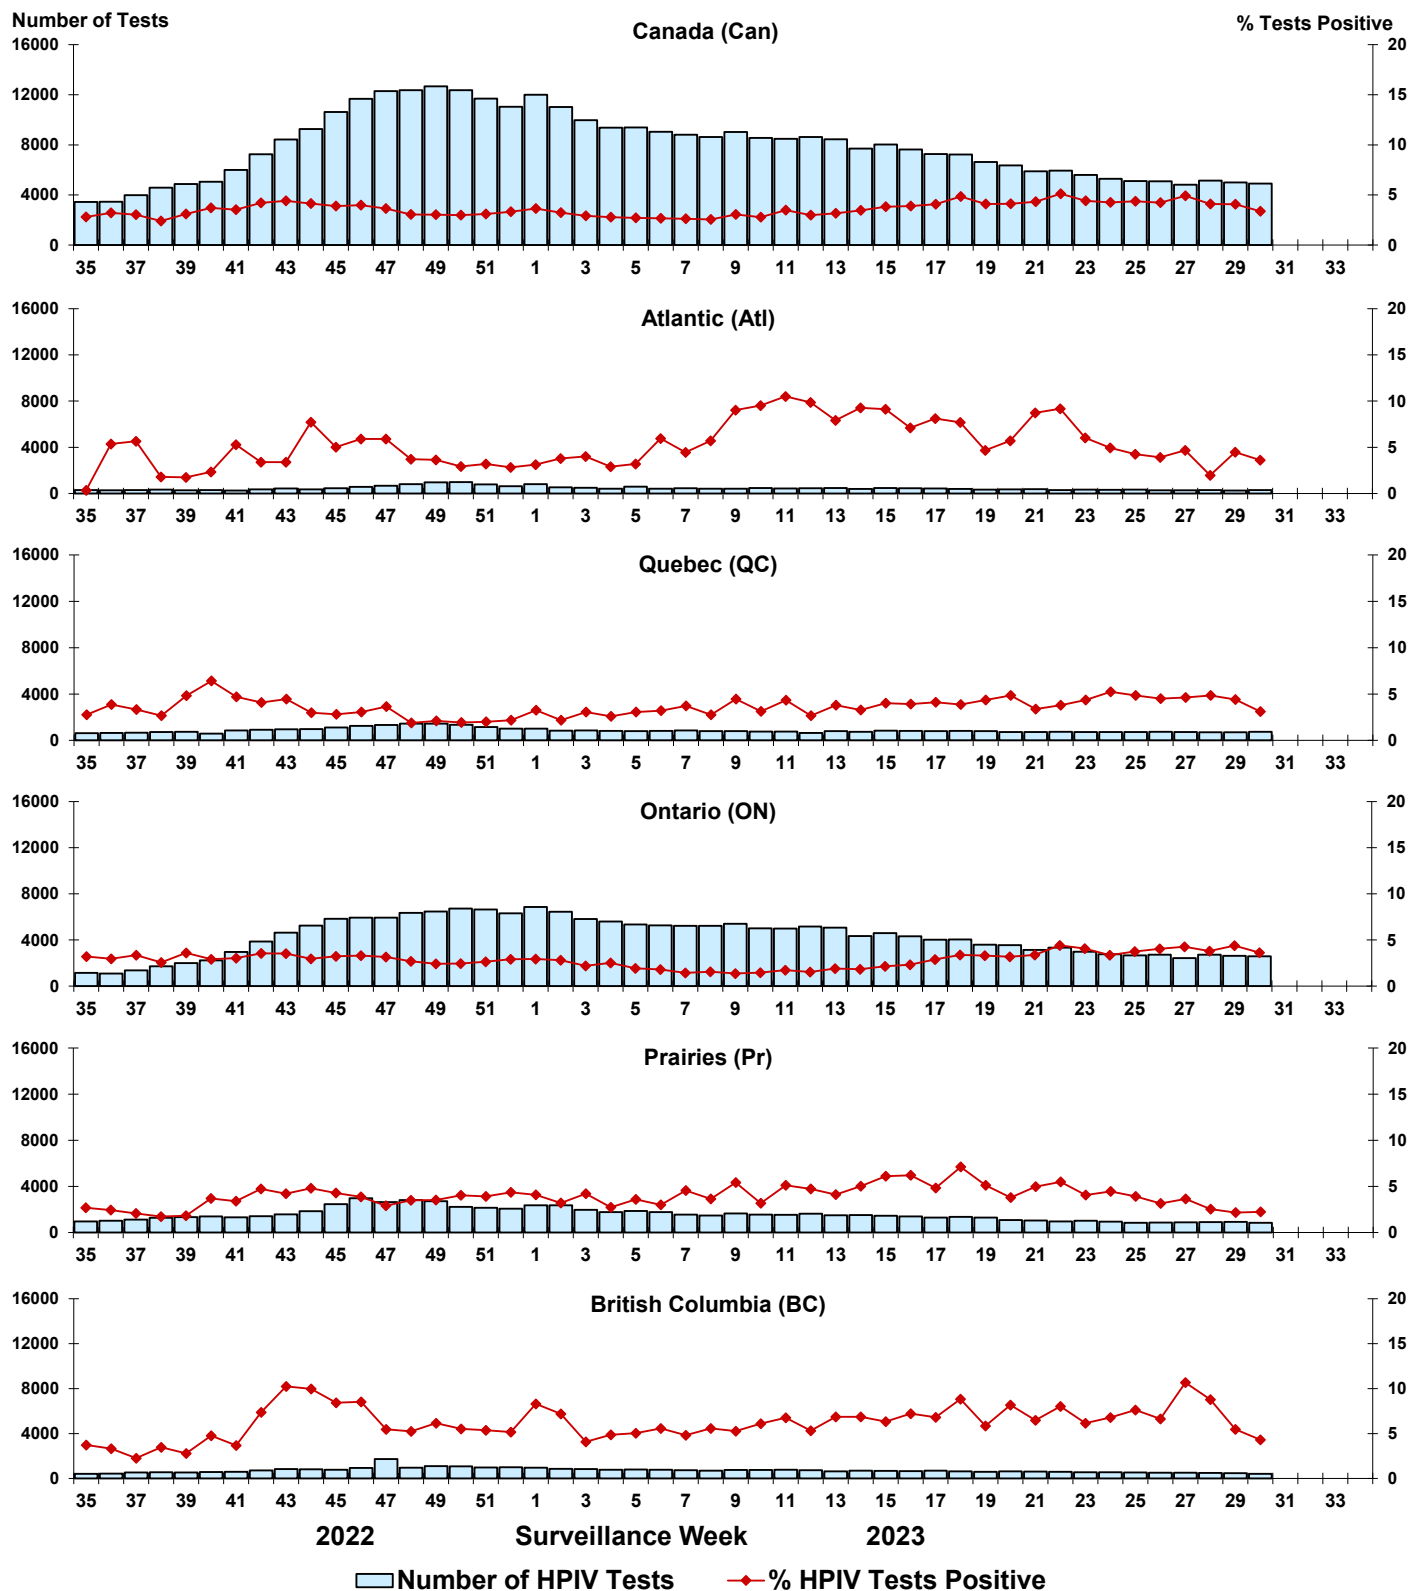 Number of Tests
% Tests Positive
Canada (Can)
16000 20
12000 15
8000 10
4000 5
0 0
35 37 39 41 43 45 47 49 51 1 3 5 7 9 11 13 15 17 19 21 23 25 27 29 31 33
Atlantic (Atl)
16000 20
12000 15
8000 10
4000 5
0 0
35 37 39 41 43 45 47 49 51 1 3 5 7 9 11 13 15 17 19 21 23 25 27 29 31 33
Quebec (QC)
16000 20
12000 15
8000 10
4000 5
0 0
35 37 39 41 43 45 47 49 51 1 3 5 7 9 11 13 15 17 19 21 23 25 27 29 31 33
Ontario (ON)
16000 20
12000 15
8000 10
4000 5
0 0
35 37 39 41 43 45 47 49 51 1 3 5 7 9 11 13 15 17 19 21 23 25 27 29 31 33
Prairies (Pr)
16000 20
12000 15
8000 10
4000 5
0 0
35 37 39 41 43 45 47 49 51 1 3 5 7 9 11 13 15 17 19 21 23 25 27 29 31 33
British Columbia (BC)
16000 20
12000 15
8000 10
4000 5
0 0
35 37 39 41 43 45 47 49 51 1 3 5 7 9 11 13 15 17 19 21 23 25 27 29 31 33
2022 Surveillance Week 2023
Number of HPIV Tests % HPIV Tests Positive